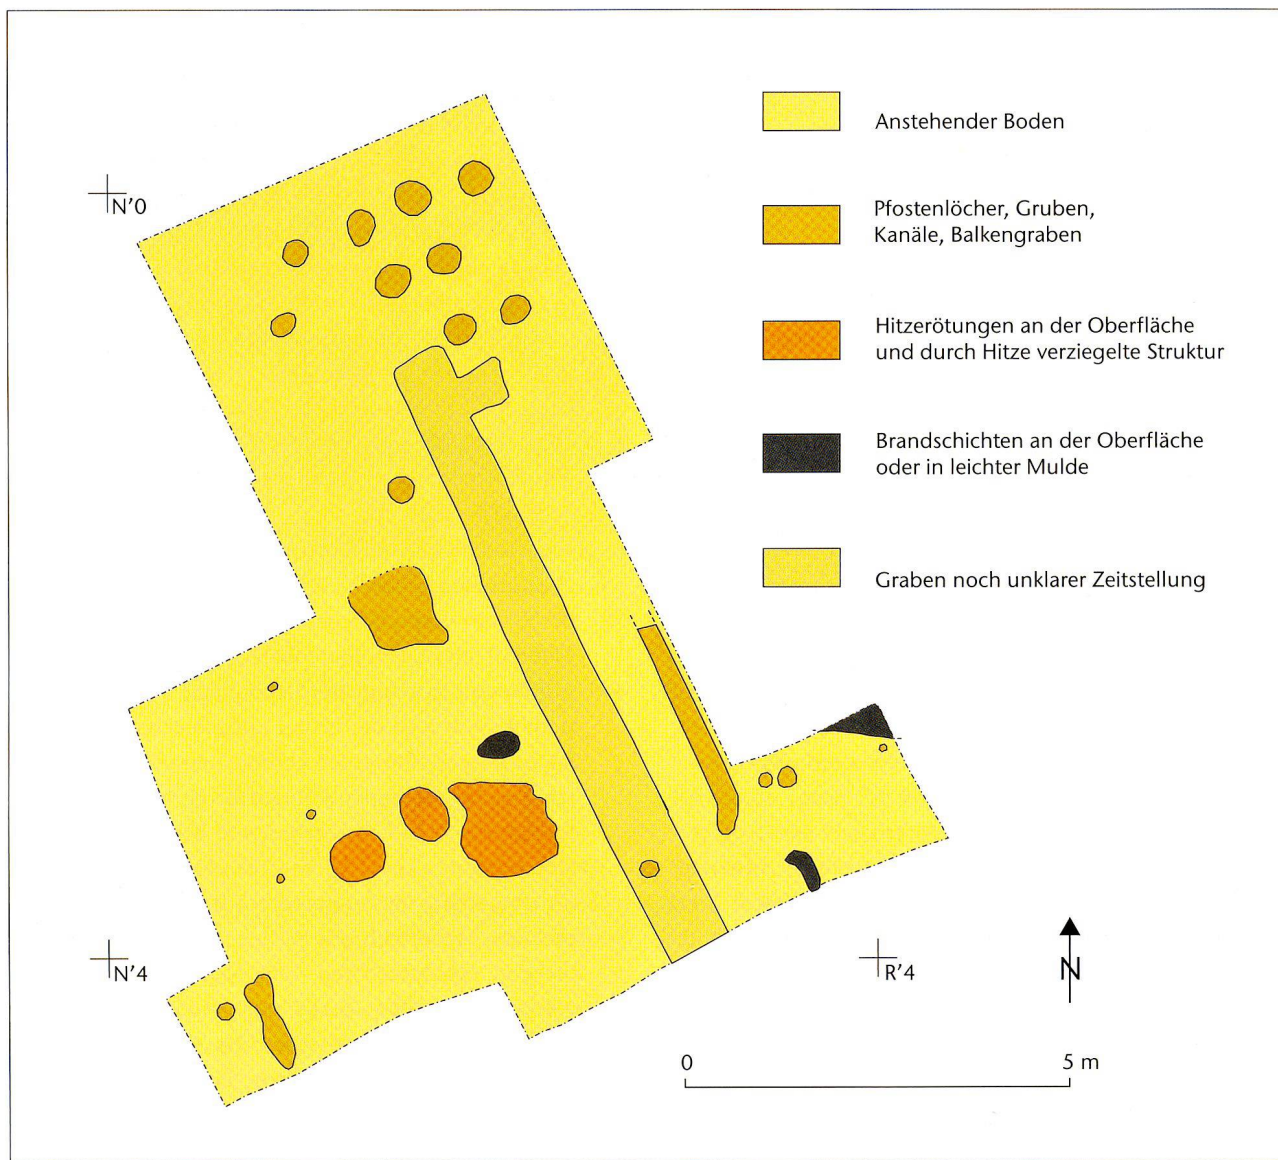 Anstehender Boden
N'0
Pfostenlöcher, Gruben,
Kanäle, Balkengraben
Hitzerötungen an der Oberfläche
und durch Hitze verziegelte Struktur
Brandschichten an der Oberfläche
oder in leichter Mulde
Graben noch unklarer Zeitstellung
N'4
R'4
N
0
5 m